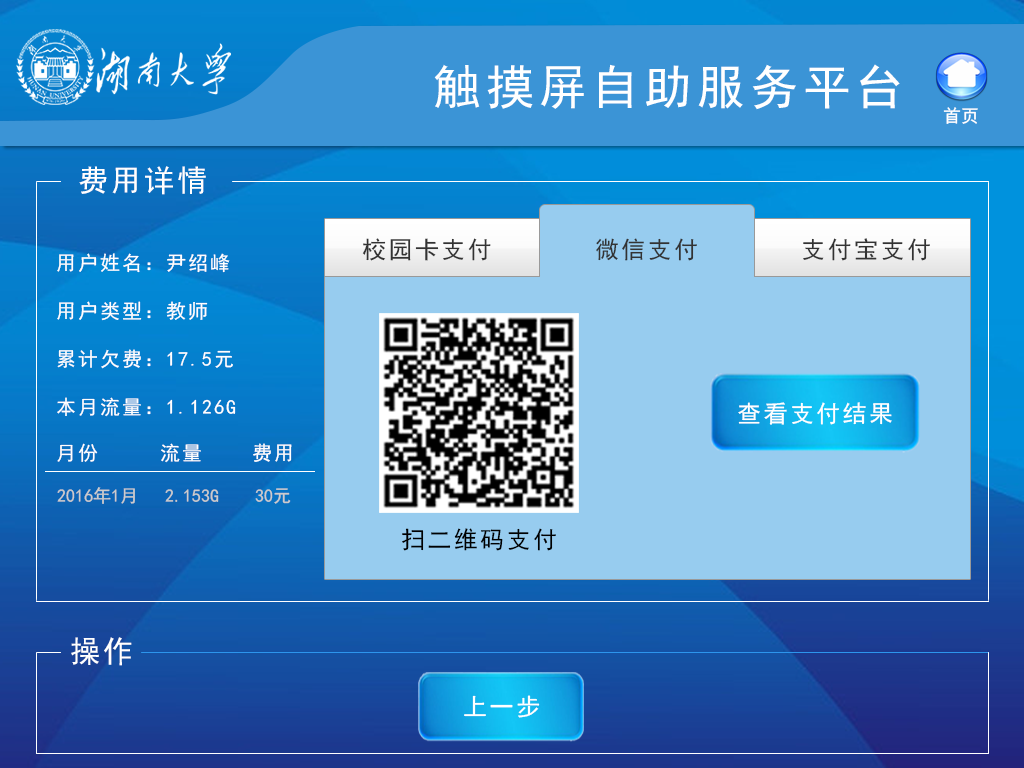 湖南大学
HUNAN UNIVERSITY
触摸屏自助服务平台
首页
费用详情
用户姓名：尹绍峰
用户类型：教师
累计欠费：17.5元
本月流量：1.126G
月份 流量 费用
2016年1月 2.153G 30元
校园卡支付 微信支付 支付宝支付
扫二维码支付
查看支付结果
操作
上一步